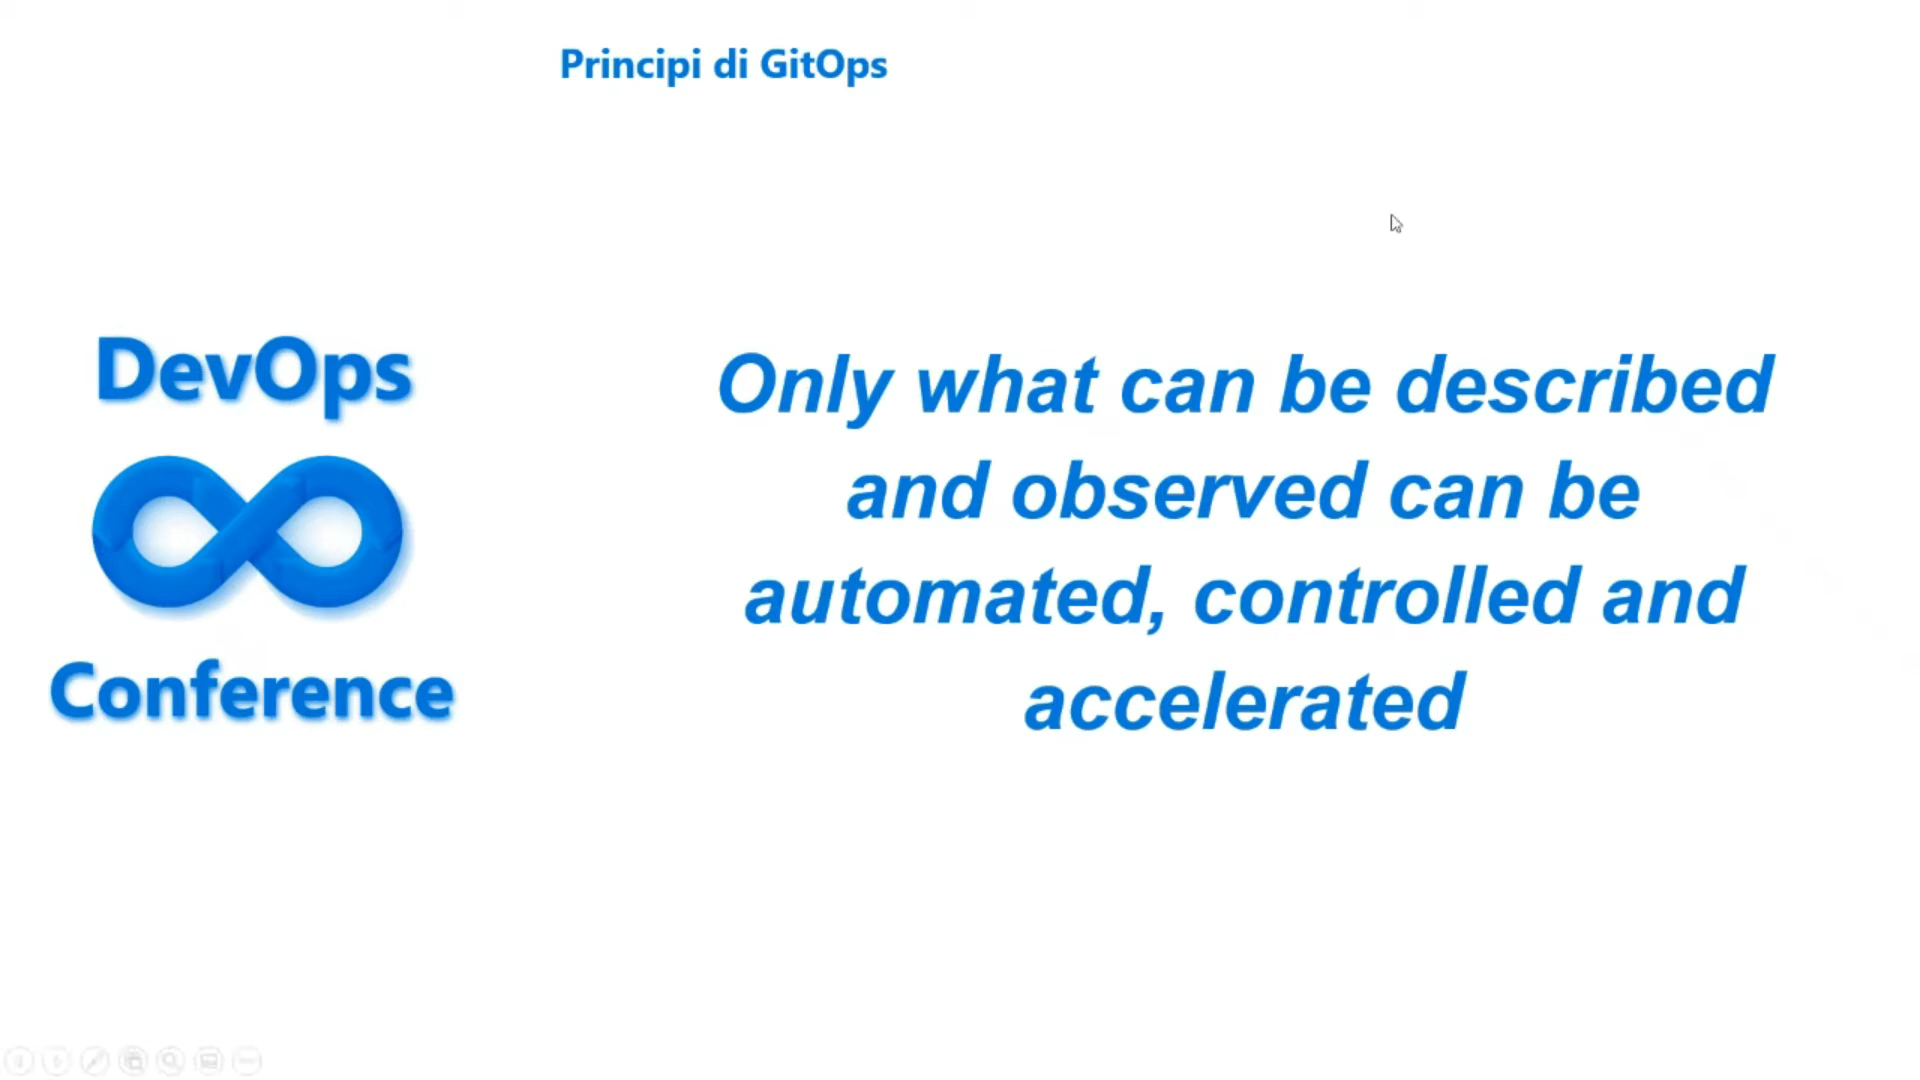 Principi di GitOps
DevOps
Conference
Only what can be described
and observed can be
automated, controlled and
accelerated